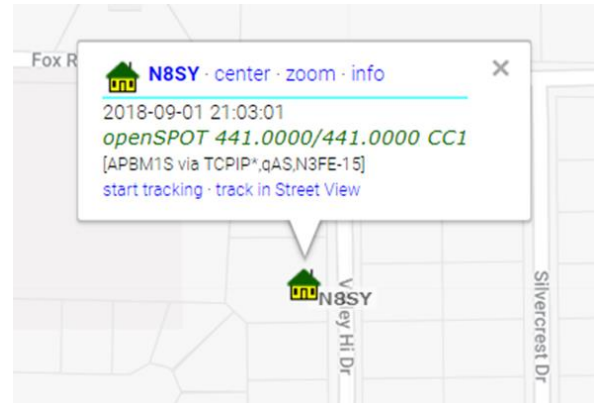 Fox R
N8SY · center · zoom · info
×
2018-09-01 21:03:01
openSPOT 441.0000/441.0000 CC1
[APBM1S via TCPIP*,qAS,N3FE-15]
start tracking · track in Street View
N8SY
ey Hi Dr
Silvercrest Dr